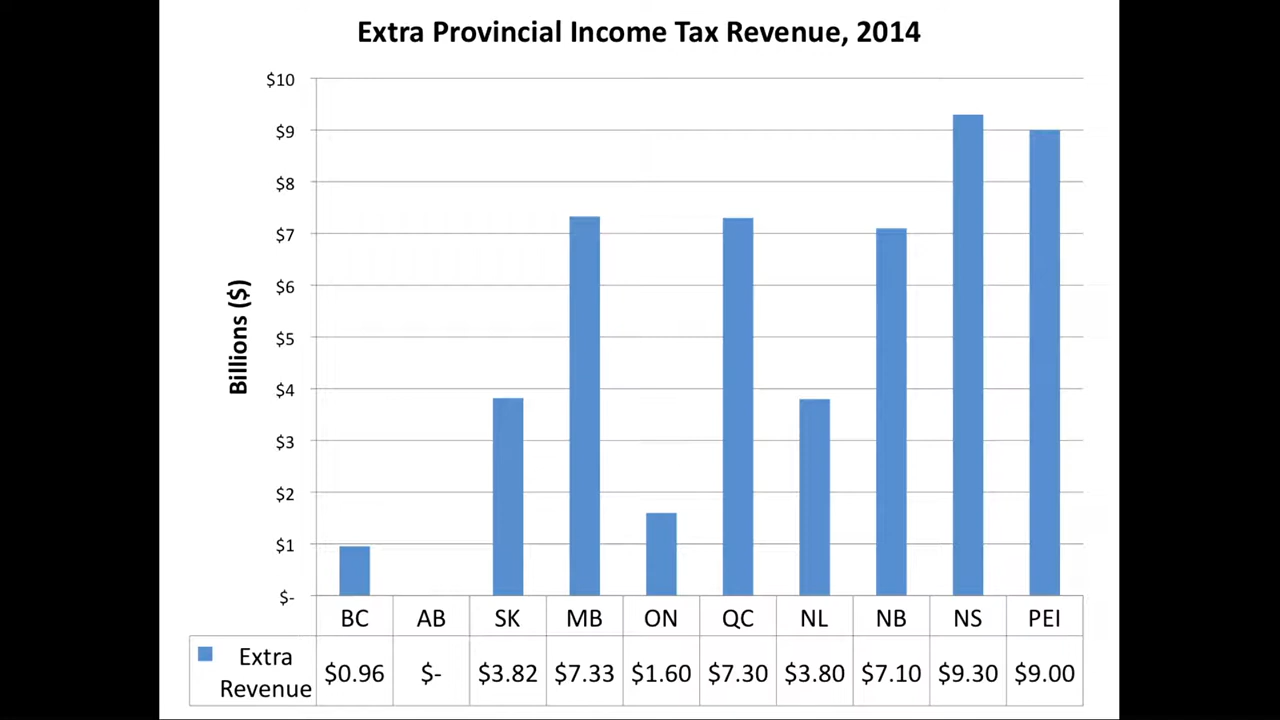 Extra Provincial Income Tax Revenue, 2014
Billions ($)
$10
$9
$8
$7
$6
$5
$4
$3
$2
$1
$-
BC AB SK MB ON QC NL NB NS PEI
Extra
Revenue
$0.96 $- $3.82 $7.33 $1.60 $7.30 $3.80 $7.10 $9.30 $9.00